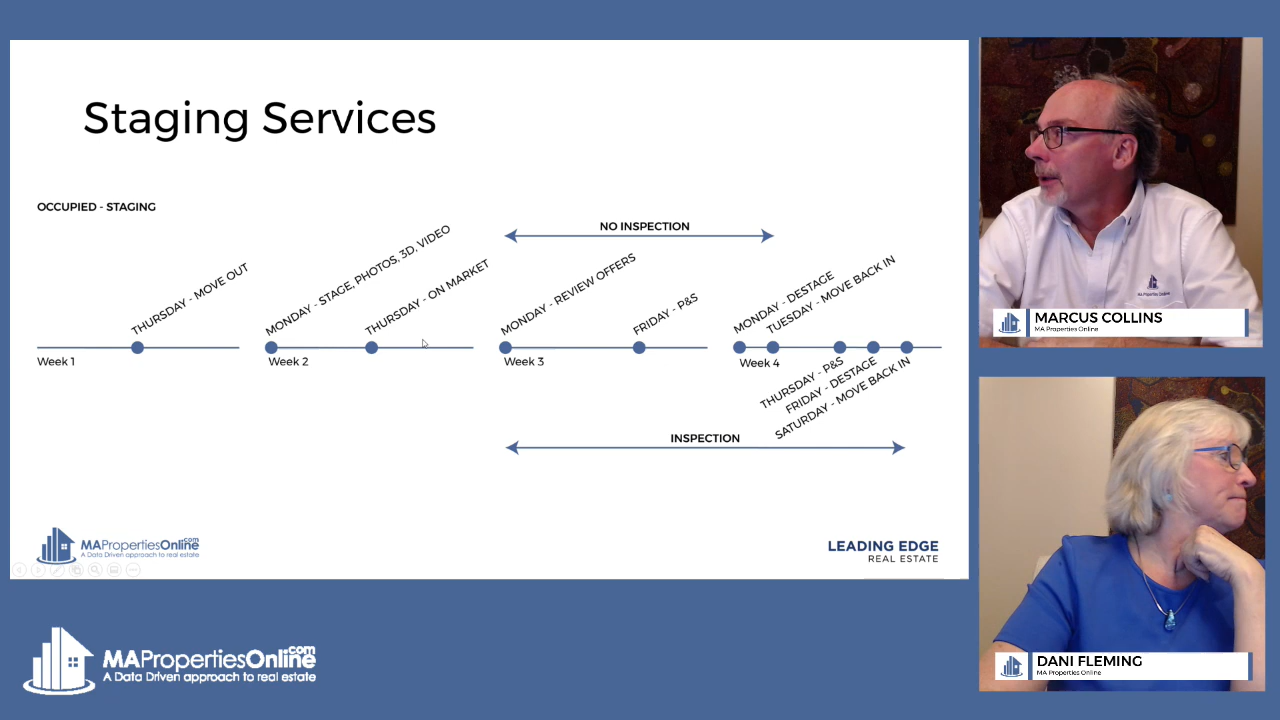 Staging Services
OCCUPIED - STAGING
NO INSPECTION
THURSDAY - MOVE OUT
MONDAY - STAGE, PHOTOS, 3D, VIDEO
THURSDAY - ON MARKET
MONDAY - REVIEW OFFERS
FRIDAY - P&S
MONDAY - DESTAGE
TUESDAY - MOVE BACK IN
Week 1
Week 2
Week 3
Week 4
THURSDAY - P&S
FRIDAY - DESTAGE
SATURDAY - MOVE BACK IN
INSPECTION
MAPropertiesOnline.com
A Data Driven approach to real estate
LEADING EDGE
REAL ESTATE
MAPropertiesOnline.com
A Data Driven approach to real estate
MA Properties Online
MARCUS COLLINS
MA Properties Online
DANI FLEMING
MA Properties Online